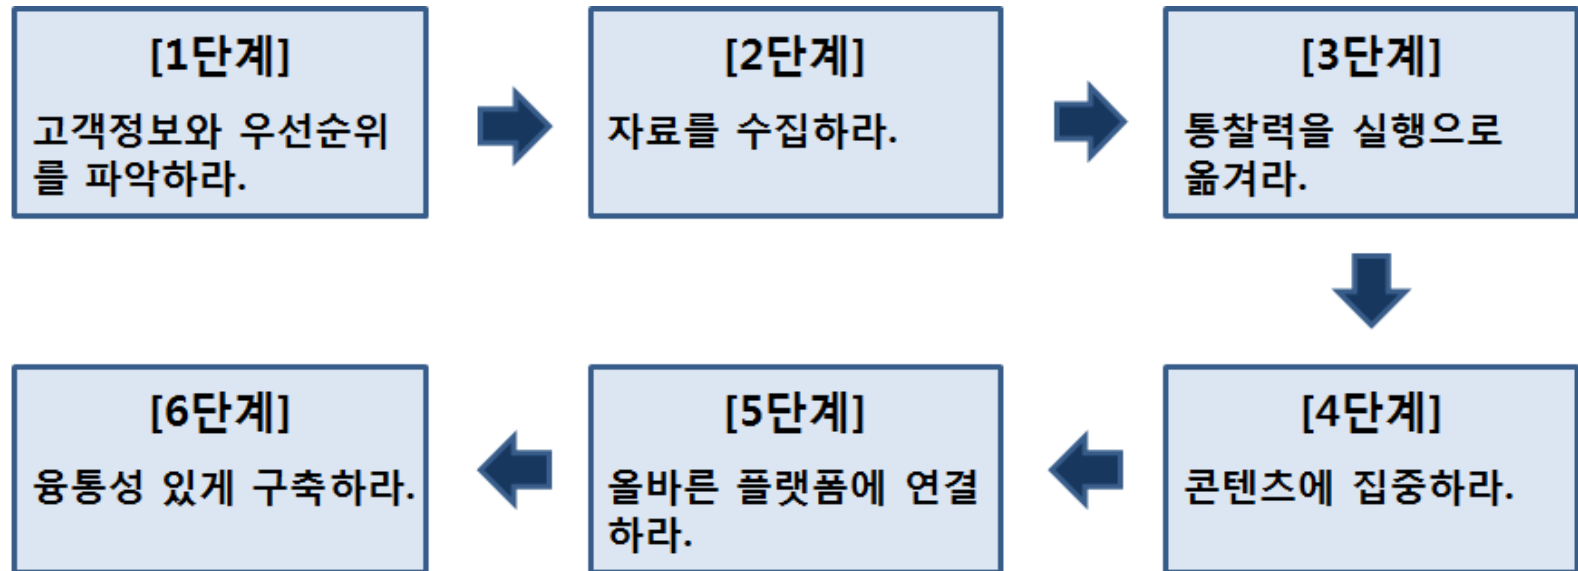 [1단계]
고객정보와 우선순위
를 파악하라.
[2단계]
자료를 수집하라.
[3단계]
통찰력을 실행으로
옮겨라.
[4단계]
콘텐츠에 집중하라.
[5단계]
올바른 플랫폼에 연결
하라.
[6단계]
융통성 있게 구축하라.